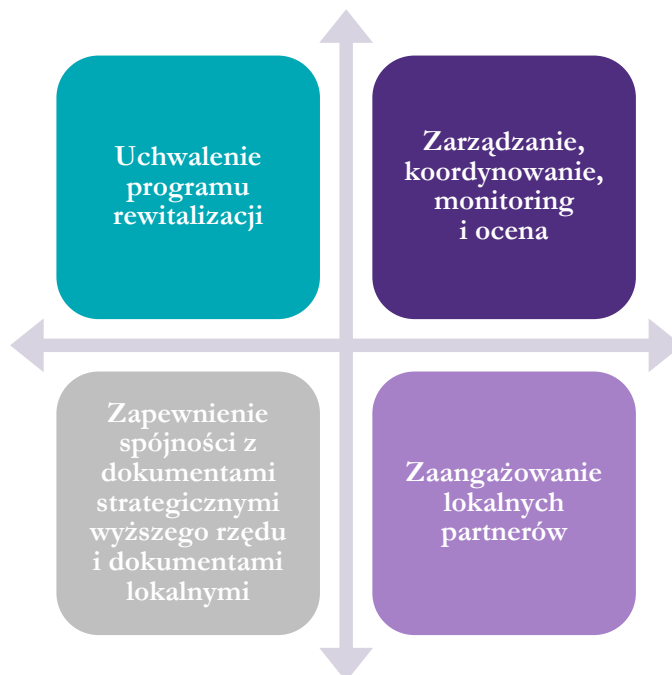 Uchwalenie
programu
rewitalizacji
Zarządzanie,
koordynowanie,
monitoring
i ocena
Zapewnienie
spójności z
dokumentami
strategicznymi
wyższego rzędu
i dokumentami
lokalnymi
Zaangażowanie
lokalnych
partnerów